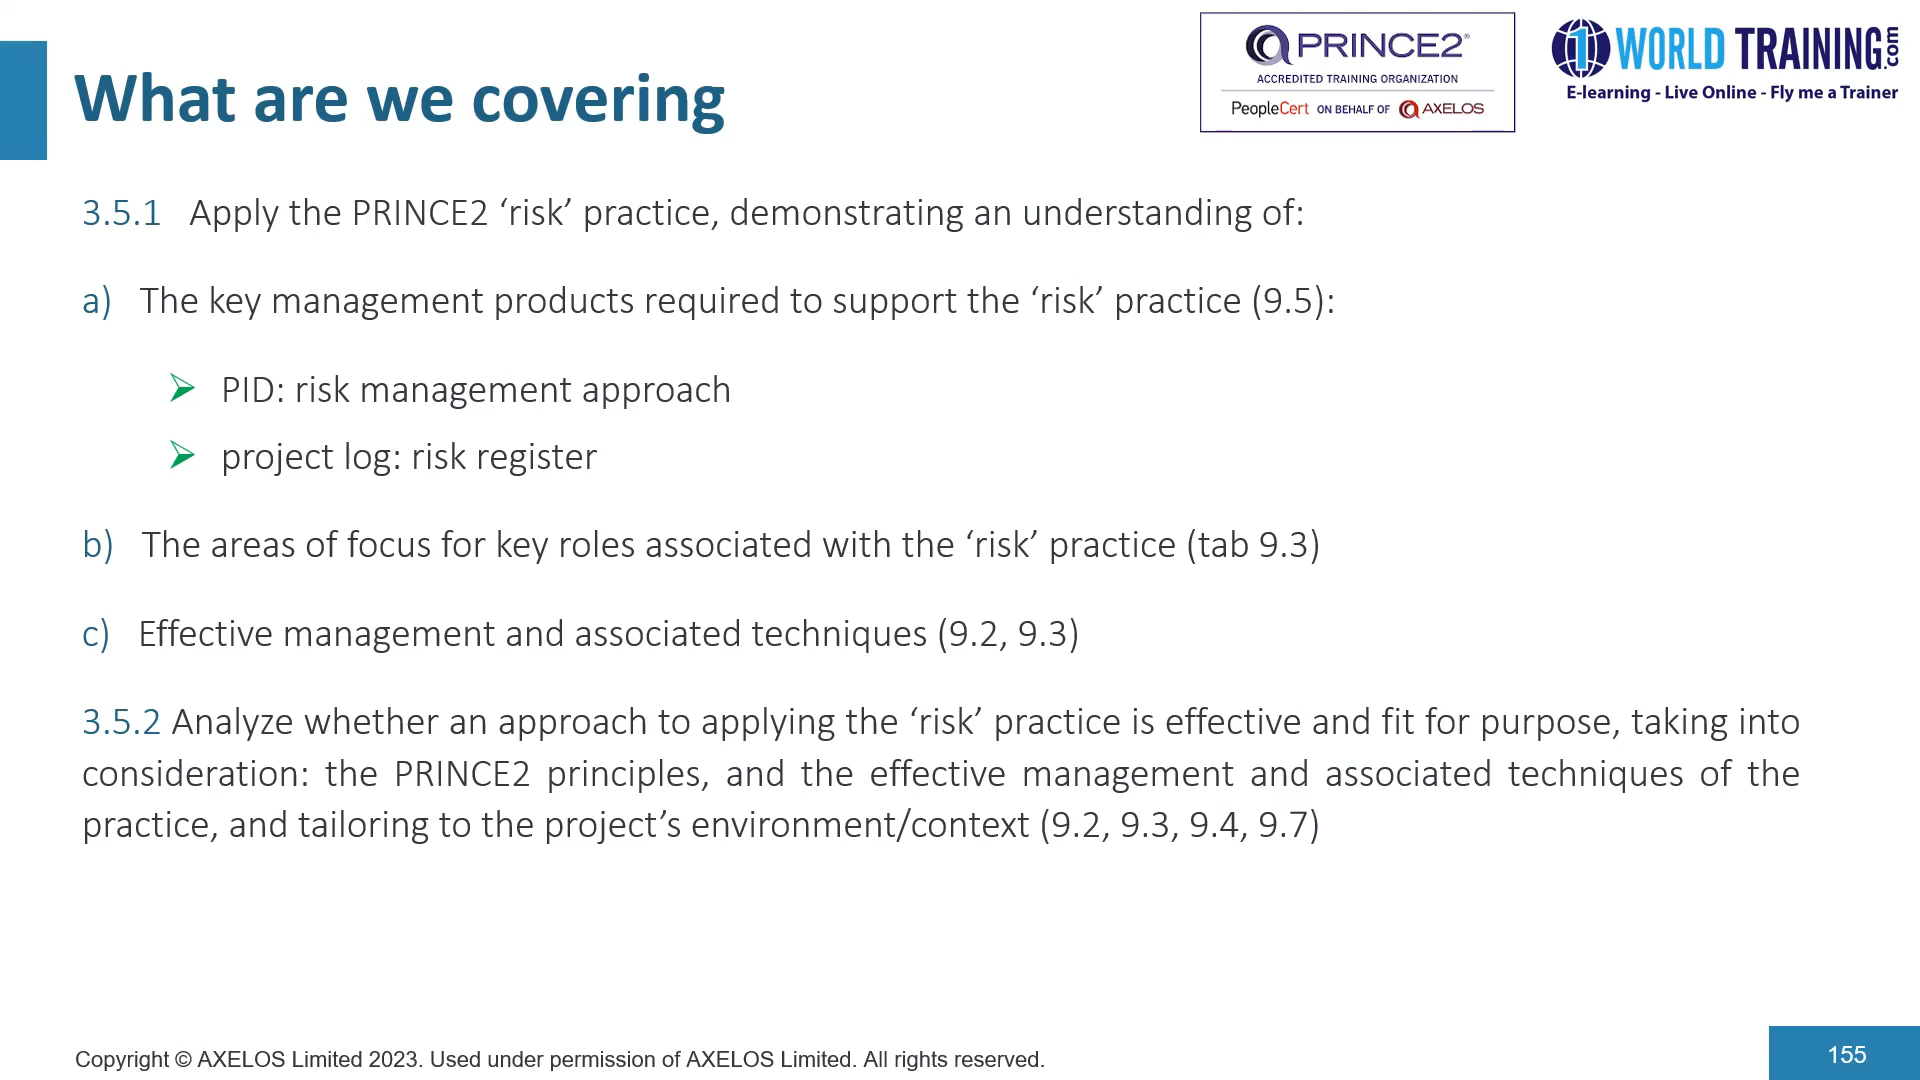 What are we covering
PRINCE2®
ACCREDITED TRAINING ORGANIZATION
PeopleCert ON BEHALF OF AXELOS
1WORLD TRAINING.com
E-learning - Live Online - Fly me a Trainer
3.5.1 Apply the PRINCE2 ‘risk’ practice, demonstrating an understanding of:
a) The key management products required to support the ‘risk’ practice (9.5):
PID: risk management approach
project log: risk register
b) The areas of focus for key roles associated with the ‘risk’ practice (tab 9.3)
c) Effective management and associated techniques (9.2, 9.3)
3.5.2 Analyze whether an approach to applying the ‘risk’ practice is effective and fit for purpose, taking into
consideration: the PRINCE2 principles, and the effective management and associated techniques of the
practice, and tailoring to the project’s environment/context (9.2, 9.3, 9.4, 9.7)
Copyright © AXELOS Limited 2023. Used under permission of AXELOS Limited. All rights reserved.
155